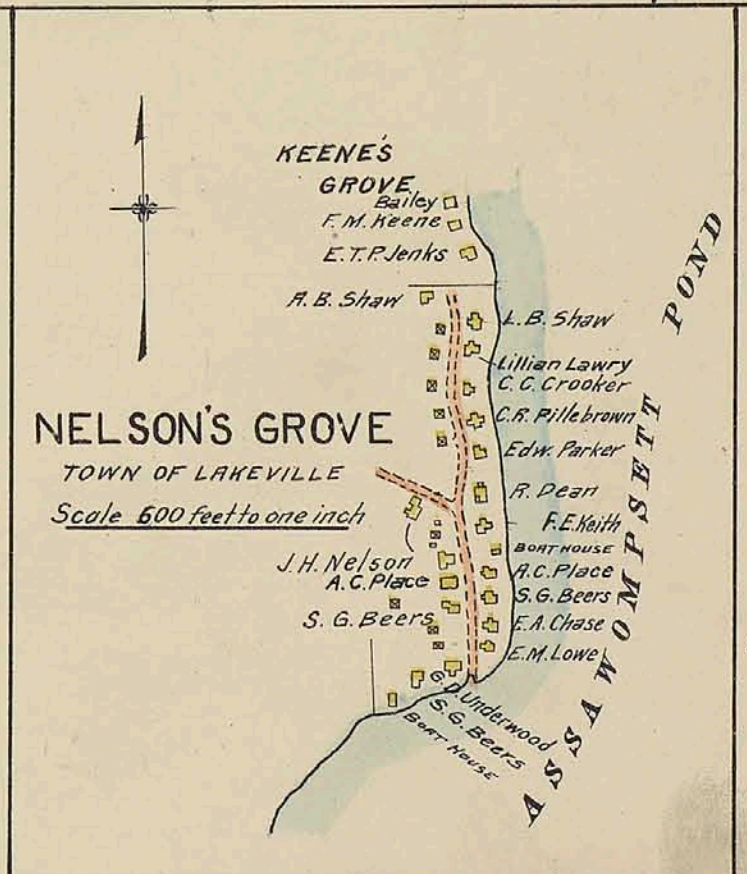 KEENE'S
GROVE
Bailey
F. M. Keene
E. T. P. Jenks
A. B. Shaw
L. B. Shaw
Lillian Lawry
C. C. Crooker
C. R. Pillebrown
Edw. Parker
R. Dean
F. E. Keith
BOAT HOUSE
A. C. Place
S. G. Beers
E. A. Chase
E. M. Lowe
NELSON'S GROVE
TOWN OF LAKEVILLE
Scale 600 feet to one inch
J. H. Nelson
A. C. Place
S. G. Beers
G. D. Underwood
S. G. Beers
BOAT HOUSE
ASSAWOMPSETT POND